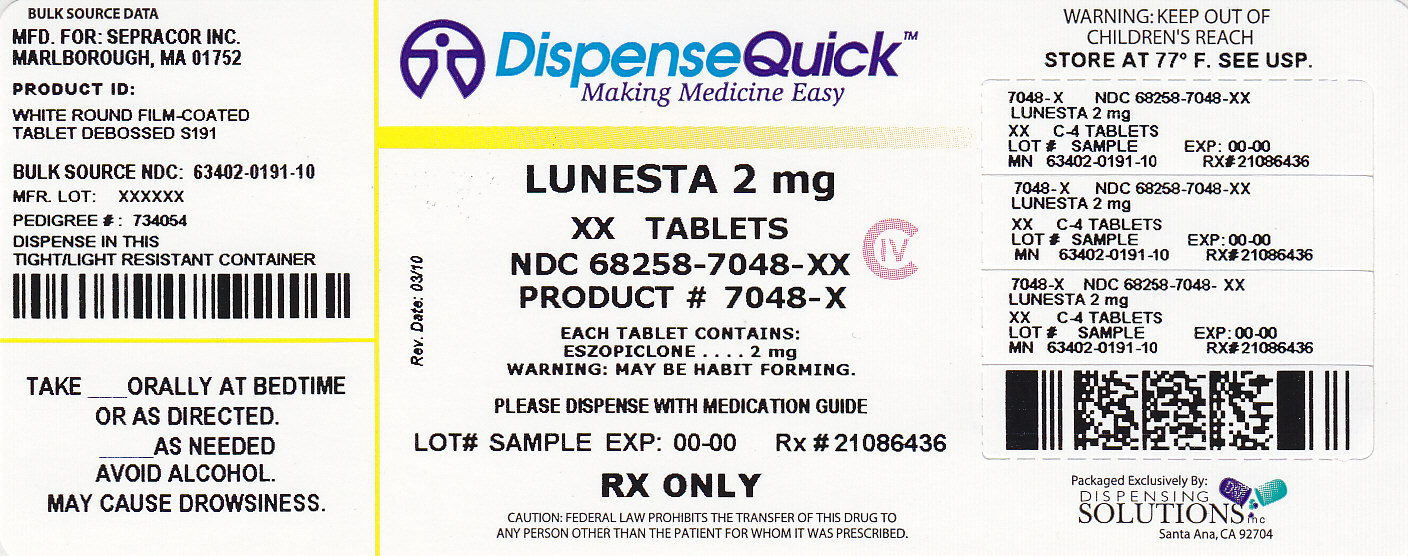 BULK SOURCE DATA
MFD. FOR: SEPRACOR INC.
MARLBOROUGH, MA 01752
PRODUCT ID:
WHITE ROUND FILM-COATED
TABLET DEBOSSED S191
BULK SOURCE NDC: 63402-0191-10
MFR. LOT: XXXXXX
PEDIGREE #: 734054
DISPENSE IN THIS
TIGHT/LIGHT RESISTANT CONTAINER
TAKE ___ORALLY AT BEDTIME
OR AS DIRECTED.
_____AS NEEDED
AVOID ALCOHOL.
MAY CAUSE DROWSINESS.
DispenseQuick™
Making Medicine Easy
LUNESTA 2 mg
XX TABLETS
NDC 68258-7048-XX
PRODUCT # 7048-X
CIV
Rev. Date: 03/10
EACH TABLET CONTAINS:
ESZOPICLONE .... 2 mg
WARNING: MAY BE HABIT FORMING.
PLEASE DISPENSE WITH MEDICATION GUIDE
LOT# SAMPLE EXP: 00-00 Rx # 21086436
RX ONLY
CAUTION: FEDERAL LAW PROHIBITS THE TRANSFER OF THIS DRUG TO
ANY PERSON OTHER THAN THE PATIENT FOR WHOM IT WAS PRESCRIBED.
WARNING: KEEP OUT OF
CHILDREN'S REACH
STORE AT 77° F. SEE USP.
7048-X NDC 68258-7048-XX
LUNESTA 2 mg
XX C-4 TABLETS
LOT # SAMPLE EXP: 00-00
MN 63402-0191-10 RX# 21086436
7048-X NDC 68258-7048-XX
LUNESTA 2 mg
XX C-4 TABLETS
LOT # SAMPLE EXP: 00-00
MN 63402-0191-10 RX# 21086436
7048-X NDC 68258-7048- XX
LUNESTA 2 mg
XX C-4 TABLETS
LOT # SAMPLE EXP: 00-00
MN 63402-0191-10 RX# 21086436
Packaged Exclusively By:
DISPENSING
SOLUTIONS inc
Santa Ana, CA 92704